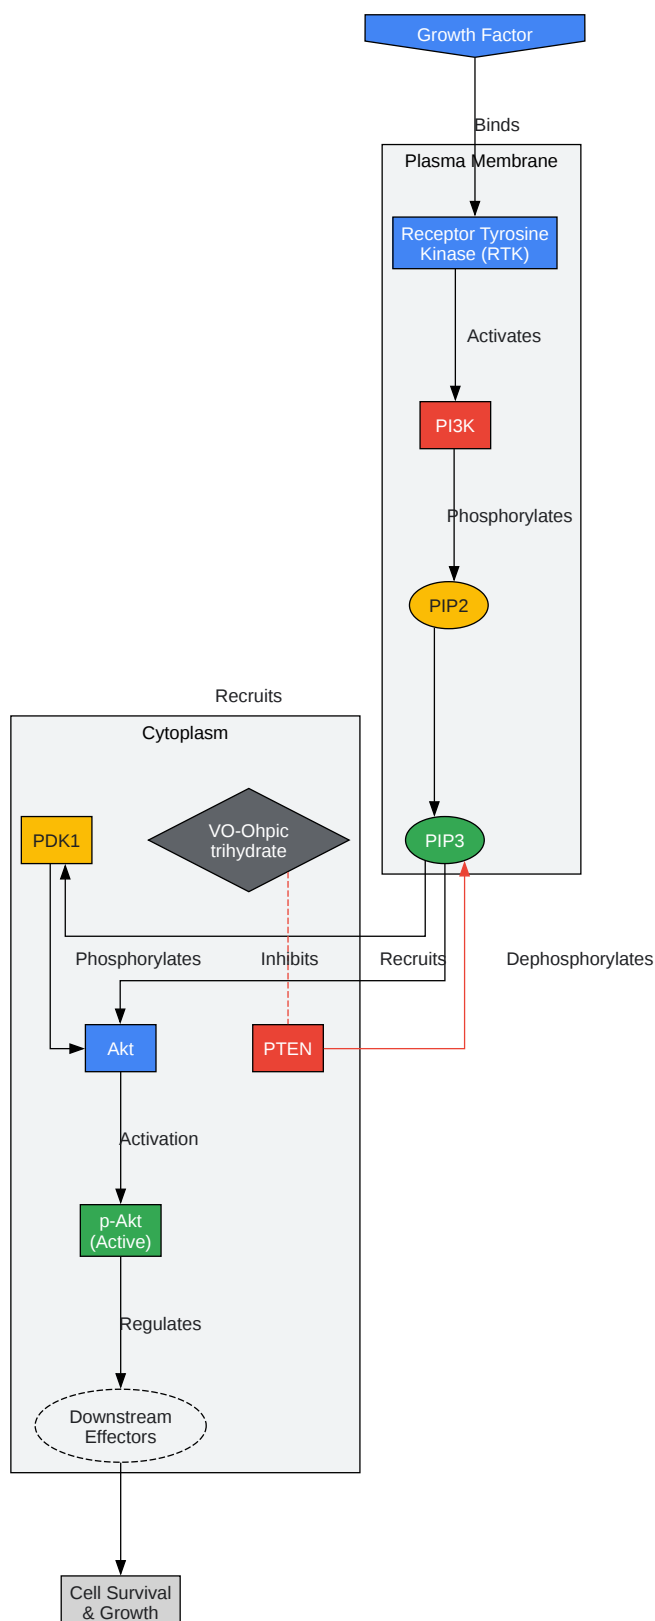 Growth Factor
Binds
Plasma Membrane
Receptor Tyrosine
Kinase (RTK)
Activates
PI3K
Phosphorylates
PIP2
Recruits
Cytoplasm
PDK1
VO-Ohpic
trihydrate
PIP3
Phosphorylates
Inhibits
Recruits
Dephosphorylates
Akt
PTEN
Activation
p-Akt
(Active)
Regulates
Downstream
Effectors
Cell Survival
& Growth